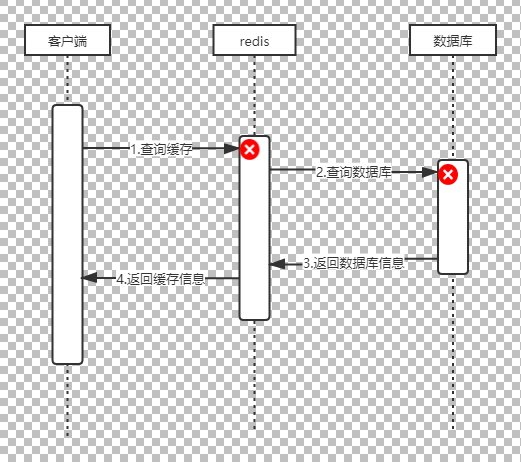 客户端
redis
数据库
1.查询缓存
2.查询数据库
3.返回数据库信息
4.返回缓存信息